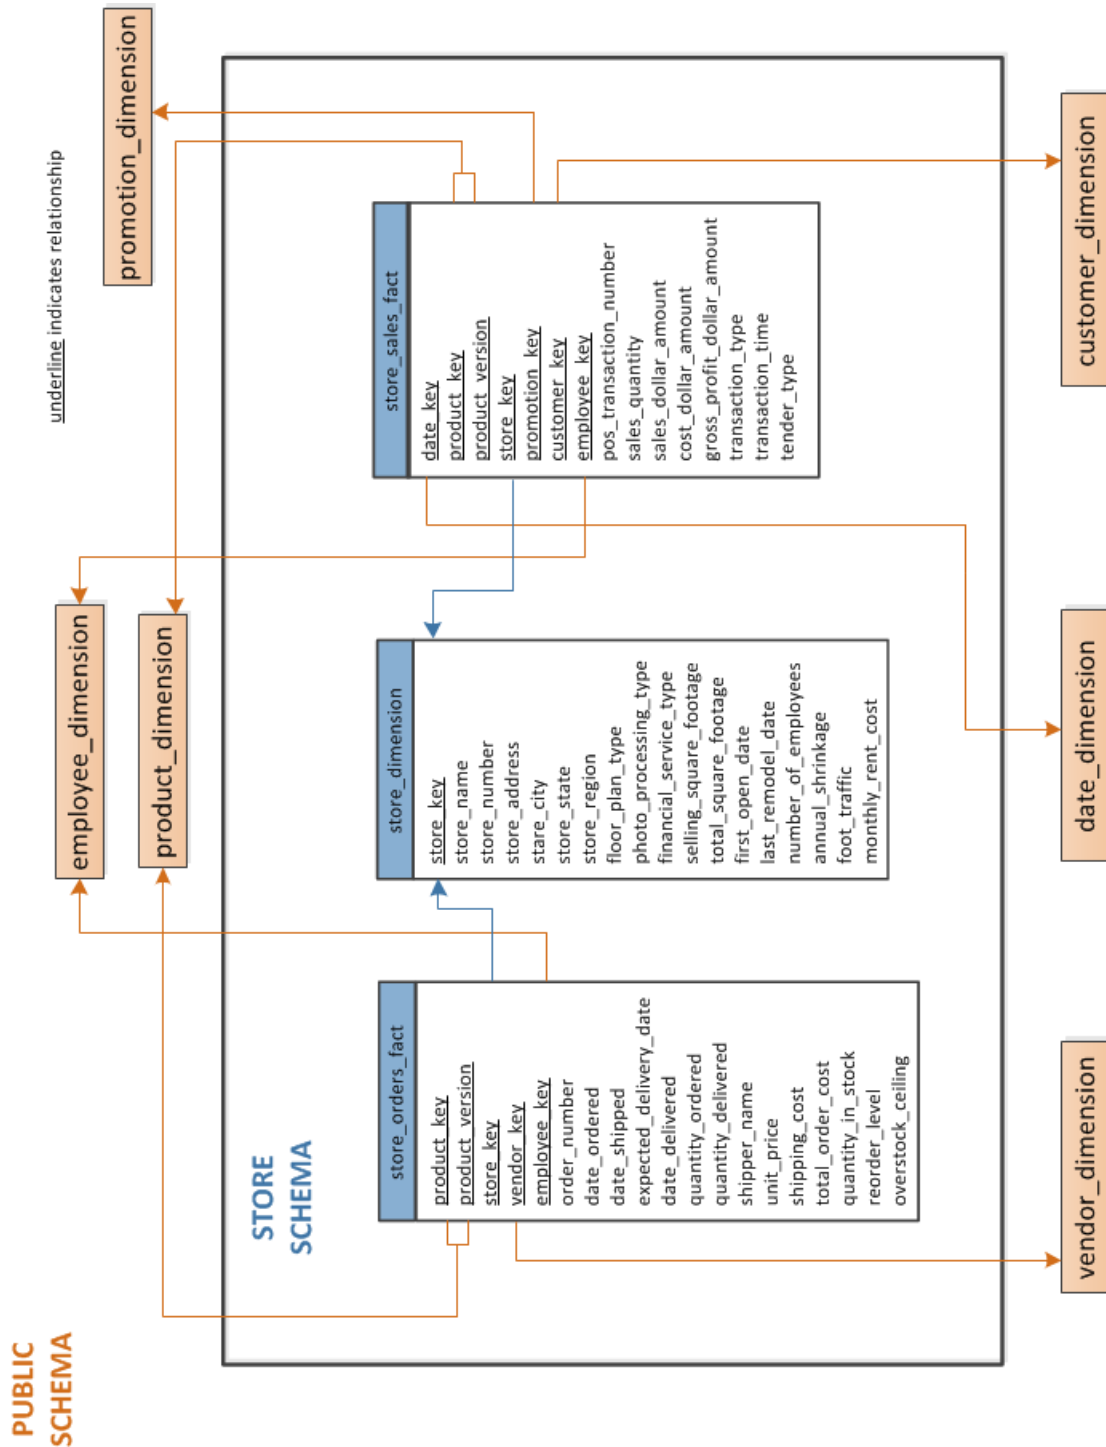 PUBLIC
SCHEMA
underline indicates relationship
employee_dimension
promotion_dimension
product_dimension
STORE
SCHEMA
store_orders_fact
product_key
product_version
store_key
vendor_key
employee_key
order_number
date_ordered
date_shipped
expected_delivery_date
date_delivered
quantity_ordered
quantity_delivered
shipper_name
unit_price
shipping_cost
total_order_cost
quantity_in_stock
reorder_level
overstock_ceiling
store_dimension
store_key
store_name
store_number
store_address
stare_city
store_state
store_region
floor_plan_type
photo_processing_type
financial_service_type
selling_square_footage
total_square_footage
first_open_date
last_remodel_date
number_of_employees
annual_shrinkage
foot_traffic
monthly_rent_cost
store_sales_fact
date_key
product_key
product_version
store_key
promotion_key
customer_key
employee_key
pos_transaction_number
sales_quantity
sales_dollar_amount
cost_dollar_amount
gross_profit_dollar_amount
transaction_type
transaction_time
tender_type
vendor_dimension
date_dimension
customer_dimension